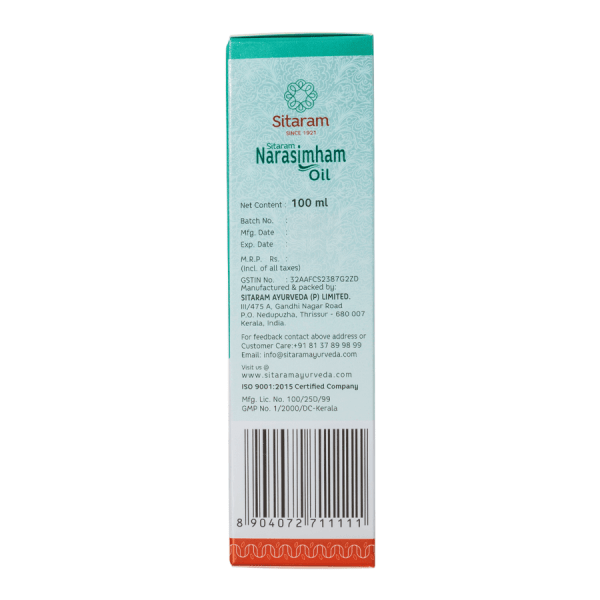 Sitaram
SINCE 1921
Sitaram
Narasimham
Oil
Net Content : 100 ml
Batch No. :
Mfg. Date :
Exp. Date :
M.R.P. Rs. :
(Incl. of all taxes)
GSTIN No. : 32AAFCS2387G2ZD
Manufactured & packed by:
SITARAM AYURVEDA (P) LIMITED.
III/475 A, Gandhi Nagar Road
P.O. Nedupuzha, Thrissur - 680 007
Kerala, India.
For feedback contact above address or
Customer Care:+91 81 37 89 98 99
Email: info@sitaramayurveda.com
Visit us @
www.sitaramayurveda.com
ISO 9001:2015 Certified Company
Mfg. Lic. No. 100/25D/99
GMP No. 1/2000/DC-Kerala
8 904072 711111